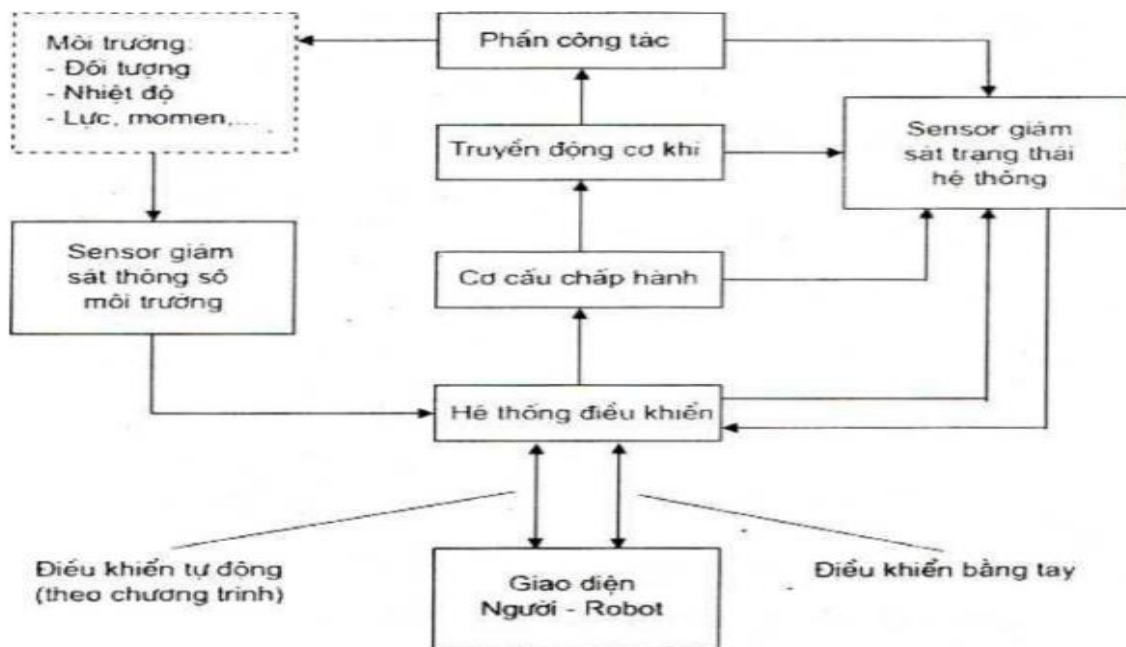 Môi trường:
- Đối tượng
- Nhiệt độ
- Lực, momen,...
Phần công tác
Sensor giám
sát trạng thái
hệ thống
Truyền động cơ khí
Sensor giám
sát thông số
môi trường
Cơ cấu chấp hành
Hệ thống điều khiển
Điều khiển tự động
(theo chương trình)
Giao diện
Người - Robot
Điều khiển bằng tay